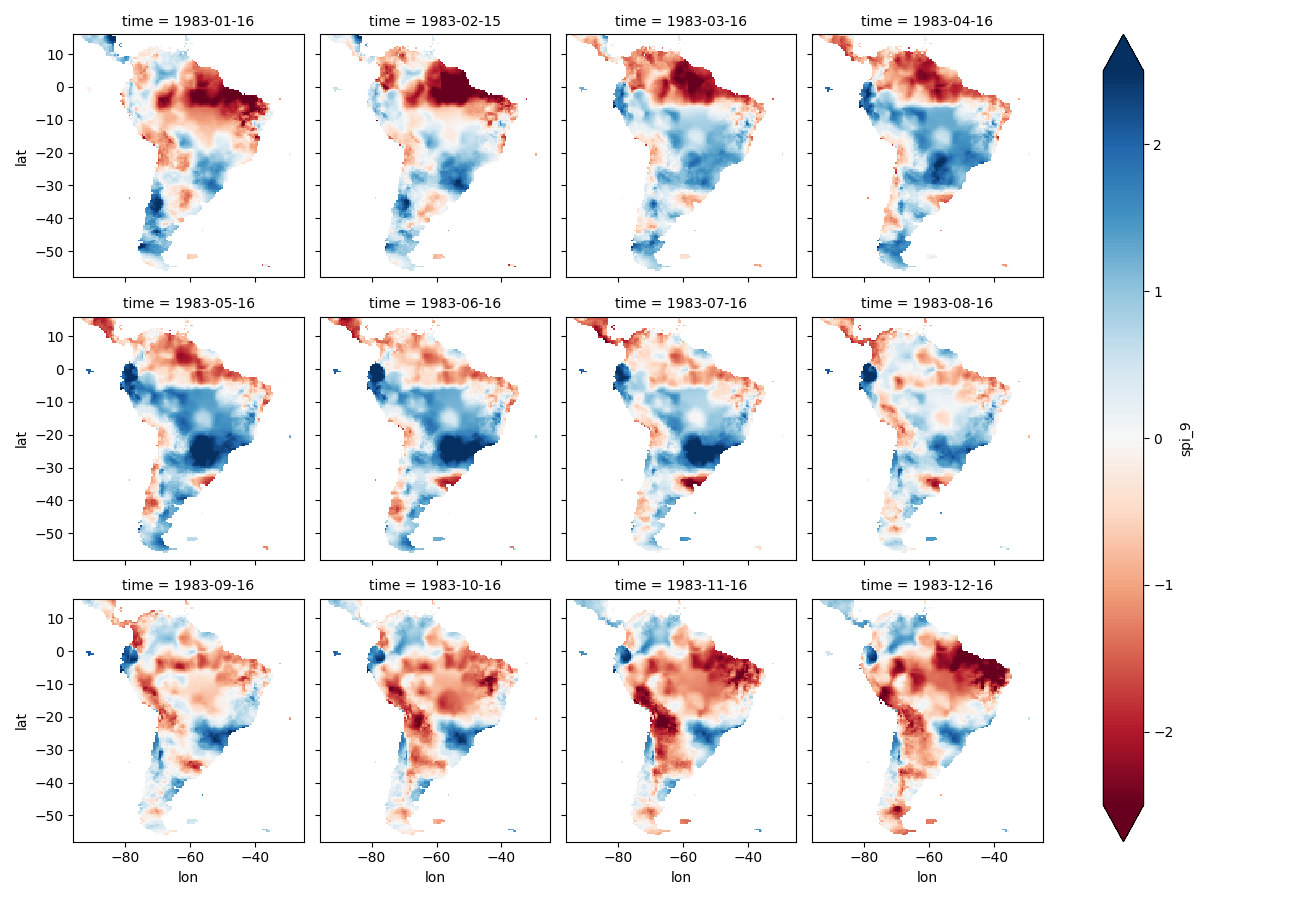 time = 1983-01-16
time = 1983-02-15
time = 1983-03-16
time = 1983-04-16
10
0
−10
−20
−30
−40
−50
lat
time = 1983-05-16
time = 1983-06-16
time = 1983-07-16
time = 1983-08-16
10
0
−10
−20
−30
−40
−50
lat
time = 1983-09-16
time = 1983-10-16
time = 1983-11-16
time = 1983-12-16
10
0
−10
−20
−30
−40
−50
lat
−80
−60
−40
lon
−80
−60
−40
lon
−80
−60
−40
lon
−80
−60
−40
lon
2
1
0
−1
−2
spi_9